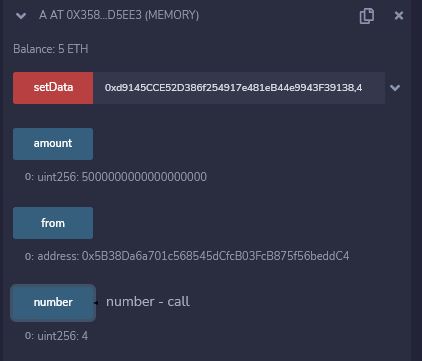 A AT 0X358...D5EE3 (MEMORY)
Balance: 5 ETH
setData 0xd9145CCE52D386f254917e481eB44e9943F39138,4
amount
0: uint256: 5000000000000000000
from
0: address: 0x5B38Da6a701c568545dCfcB03FcB875f56beddC4
number number - call
0: uint256: 4